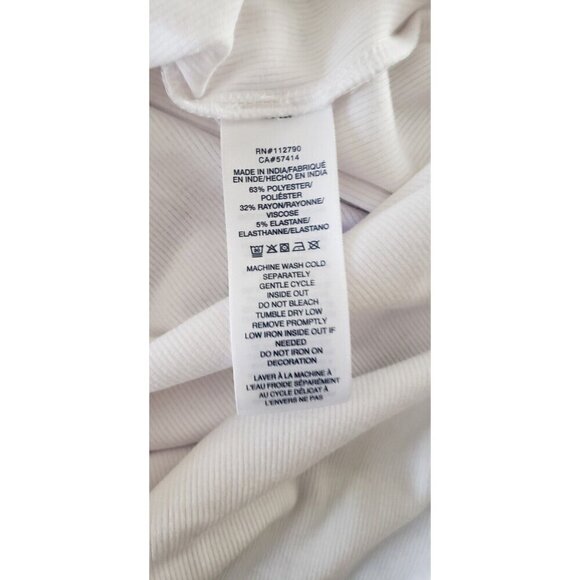 RN#112790
CA#57414
MADE IN INDIA/FABRIQUÉ
EN INDE/HECHO EN INDIA
63% POLYESTER/
POLIÉSTER
32% RAYON/RAYONNE/
VISCOSE
5% ELASTANE/
ELASTHANNE/ELASTANO
MACHINE WASH COLD
SEPARATELY
GENTLE CYCLE
INSIDE OUT
DO NOT BLEACH
TUMBLE DRY LOW
REMOVE PROMPTLY
LOW IRON INSIDE OUT IF
NEEDED
DO NOT IRON ON
DECORATION
LAVER À LA MACHINE À
L'EAU FROIDE SÉPARÉMENT
AU CYCLE DÉLICAT À
L'ENVERS NE PAS